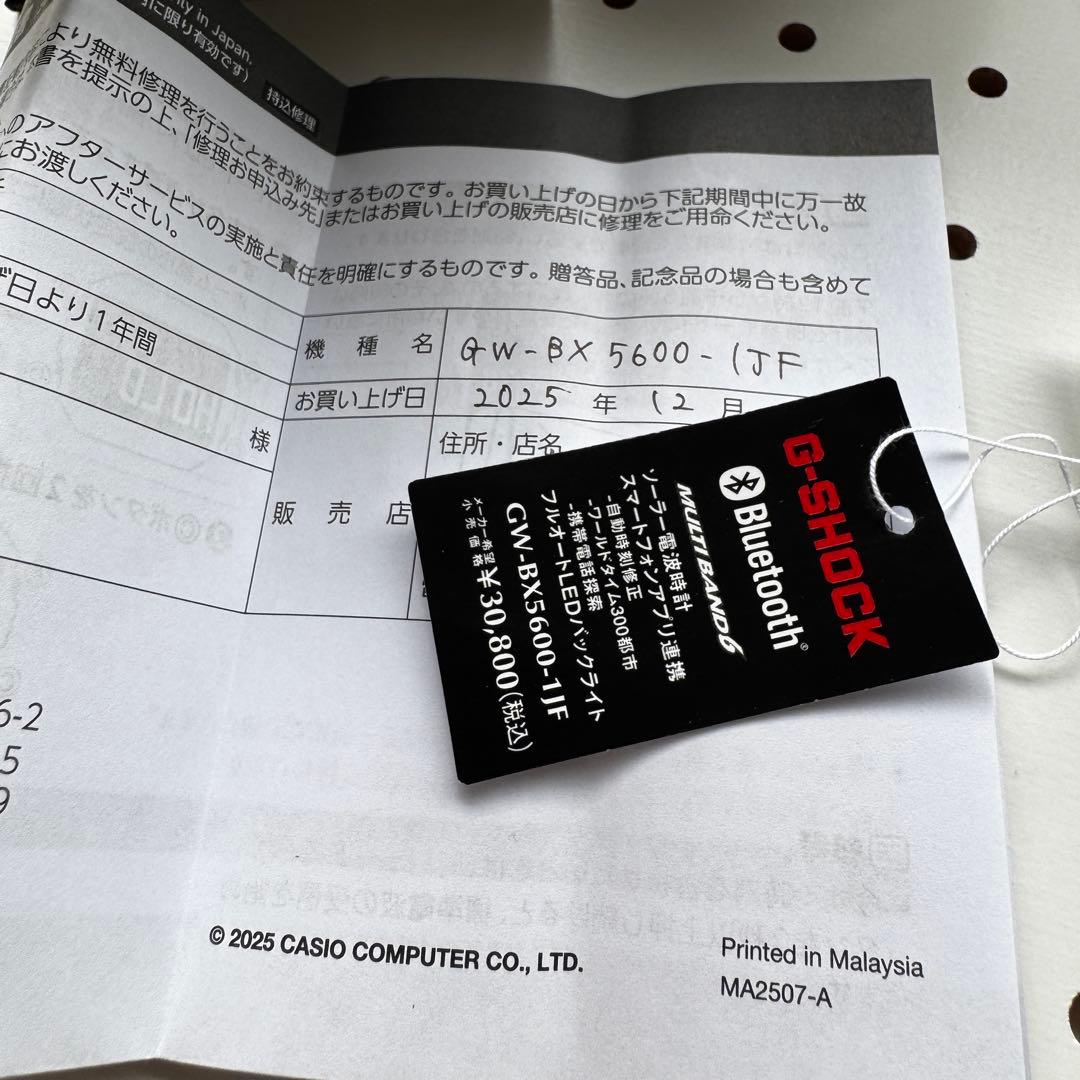 ity in Japan.
に限り有効です)
持込修理
より無料修理を行うことをお約束するものです。お買い上げの日から下記期間中に万一故
書を提示の上、「修理お申込み先」またはお買い上げの販売店に修理をご用命ください。
のアフターサービスの実施と責任を明確にするものです。贈答品、記念品の場合も含めて
にお渡しください。
日より1年間
様
機種名
GW-BX5600-1JF
お買い上げ日
2025年12月
販売店
住所・店名
G-SHOCK
Bluetooth®
MULTIBAND6
ソーラー電波時計
スマートフォンアプリ連携
-自動時刻修正
-ワールドタイム300都市
-携帯電話探索
フルオートLEDバックライト
GW-BX5600-1JF
メーカー希望小売価格 ¥30,800(税込)
6-2
5
9
© 2025 CASIO COMPUTER CO., LTD.
Printed in Malaysia
MA2507-A